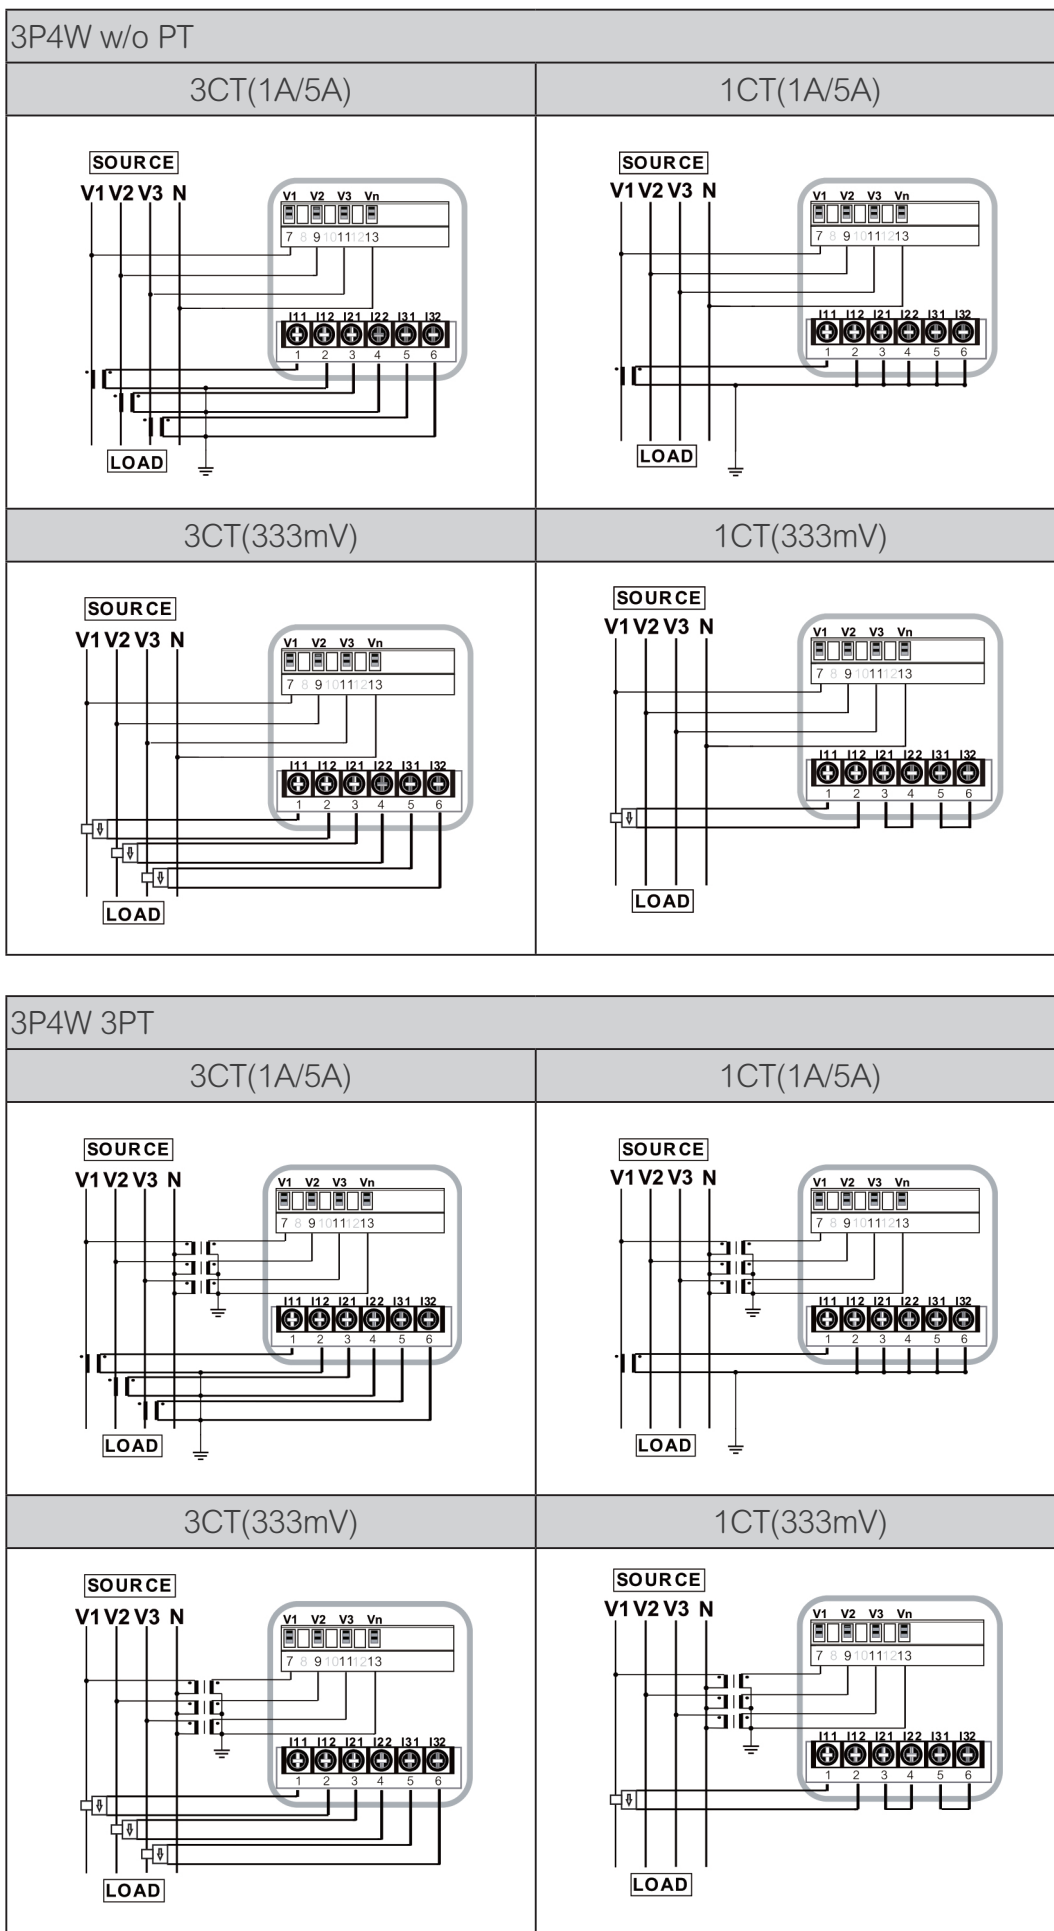 3P4W w/o PT
3CT(1A/5A)
1CT(1A/5A)
SOURCE
V1 V2 V3 N
V1 V2 V3 Vn
7 8 9 10 11 12 13
I11 I12 I21 I22 I31 I32
1 2 3 4 5 6
LOAD
SOURCE
V1 V2 V3 N
V1 V2 V3 Vn
7 8 9 10 11 12 13
I11 I12 I21 I22 I31 I32
1 2 3 4 5 6
LOAD
3CT(333mV)
1CT(333mV)
SOURCE
V1 V2 V3 N
V1 V2 V3 Vn
7 8 9 10 11 12 13
I11 I12 I21 I22 I31 I32
1 2 3 4 5 6
LOAD
SOURCE
V1 V2 V3 N
V1 V2 V3 Vn
7 8 9 10 11 12 13
I11 I12 I21 I22 I31 I32
1 2 3 4 5 6
LOAD
3P4W 3PT
3CT(1A/5A)
1CT(1A/5A)
SOURCE
V1 V2 V3 N
V1 V2 V3 Vn
7 8 9 10 11 12 13
I11 I12 I21 I22 I31 I32
1 2 3 4 5 6
LOAD
SOURCE
V1 V2 V3 N
V1 V2 V3 Vn
7 8 9 10 11 12 13
I11 I12 I21 I22 I31 I32
1 2 3 4 5 6
LOAD
3CT(333mV)
1CT(333mV)
SOURCE
V1 V2 V3 N
V1 V2 V3 Vn
7 8 9 10 11 12 13
I11 I12 I21 I22 I31 I32
1 2 3 4 5 6
LOAD
SOURCE
V1 V2 V3 N
V1 V2 V3 Vn
7 8 9 10 11 12 13
I11 I12 I21 I22 I31 I32
1 2 3 4 5 6
LOAD